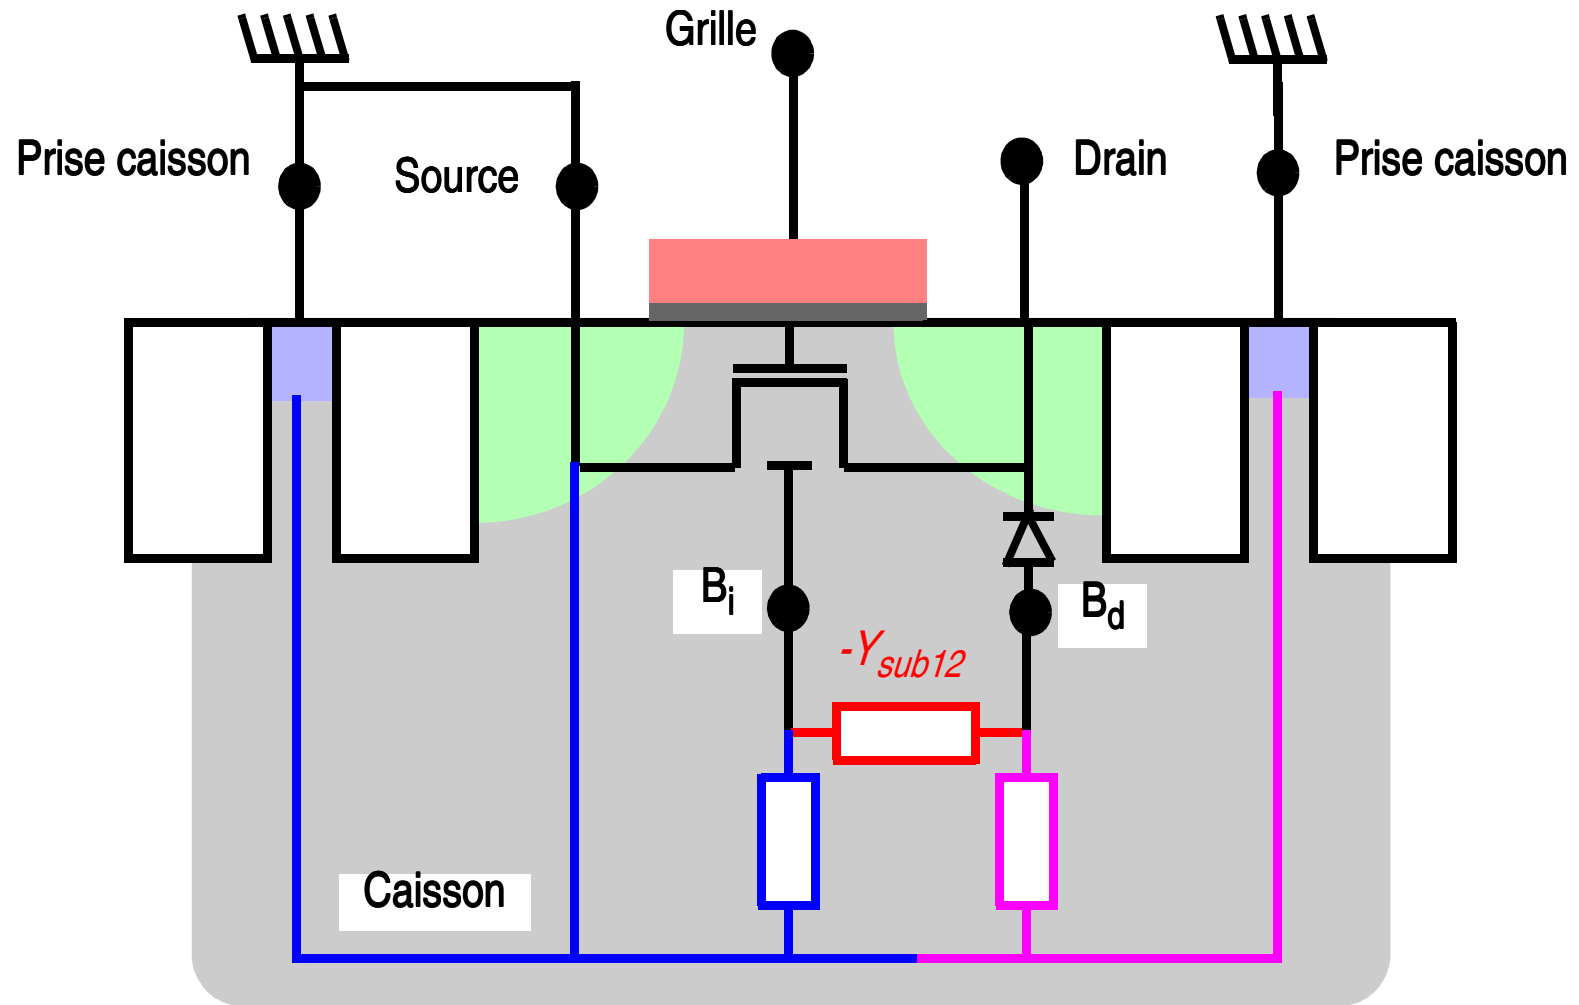 Grille
Prise caisson
Source
Drain
Prise caisson
Bi
Bd
-Ysub12
Caisson